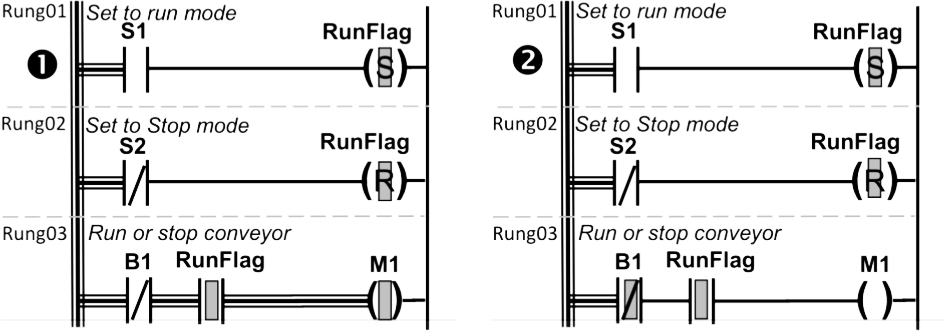 ❶
Rung01 Set to run mode
S1 RunFlag
S
Rung02 Set to Stop mode
S2 RunFlag
R
Rung03 Run or stop conveyor
B1 RunFlag M1
❷
Rung01 Set to run mode
S1 RunFlag
S
Rung02 Set to Stop mode
S2 RunFlag
R
Rung03 Run or stop conveyor
B1 RunFlag M1